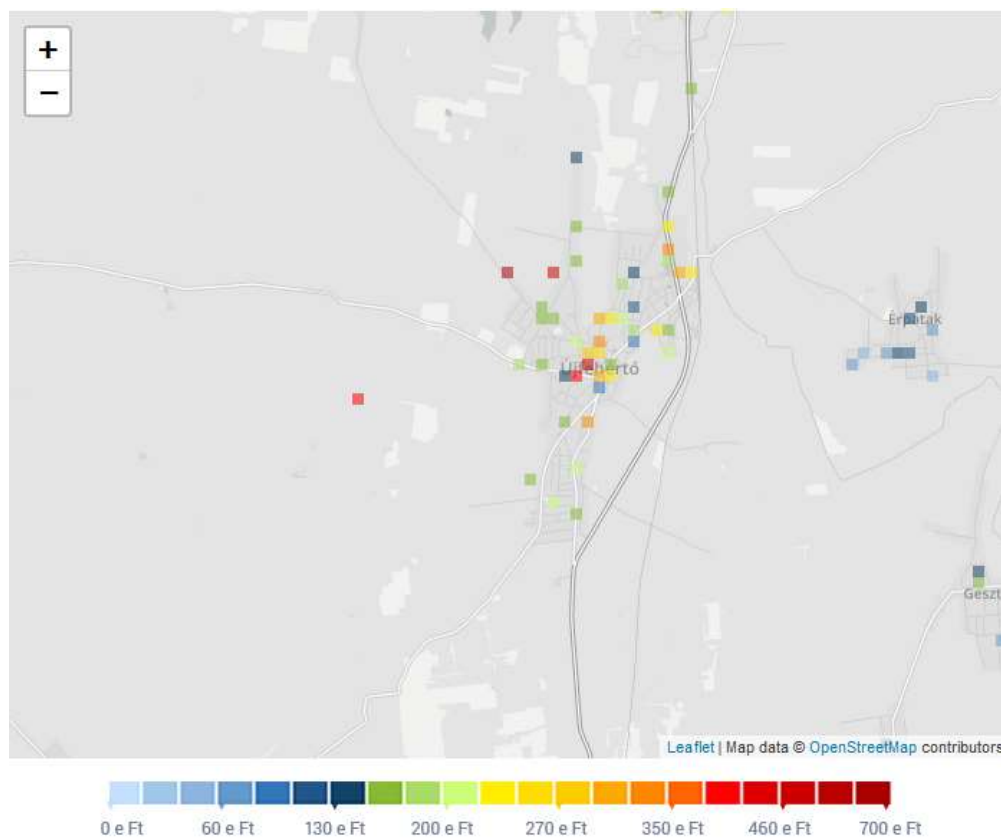 +
−
Érpatak
Újfehértó
Geszt
Leaflet | Map data © OpenStreetMap contributors
0 e Ft 60 e Ft 130 e Ft 200 e Ft 270 e Ft 350 e Ft 460 e Ft 700 e Ft